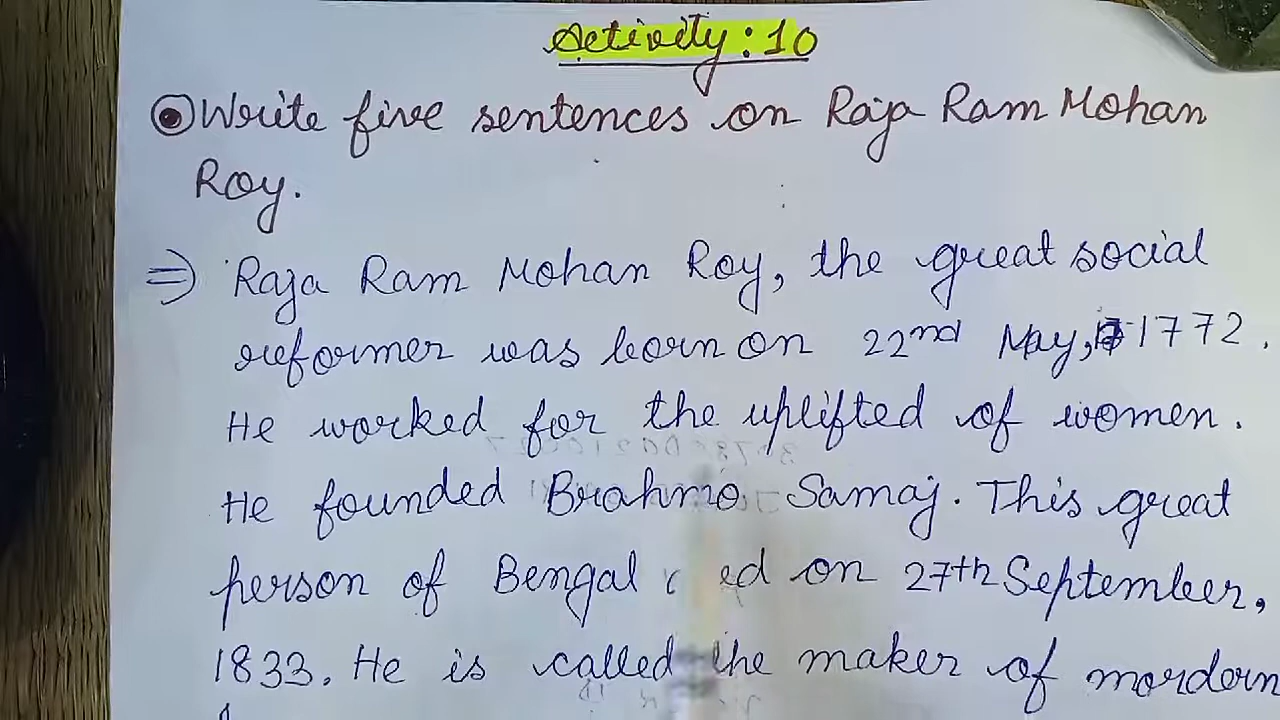 Activity: 10
Write five sentences on Raja Ram Mohan
Roy.
⇒ Raja Ram Mohan Roy, the great social
reformer was born on 22nd May, 1772.
He worked for the uplifted of women.
He founded Brahmo Samaj. This great
person of Bengal ed on 27th September,
1833. He is called the maker of mordern